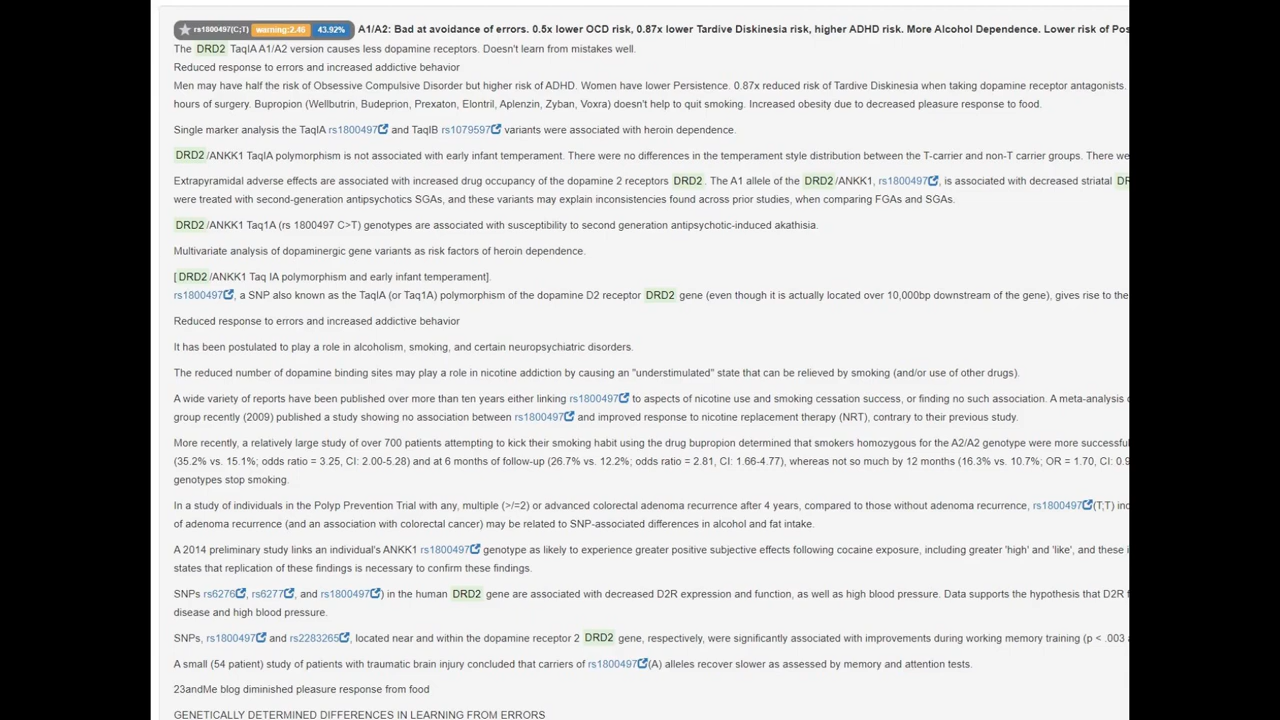 rs1800497(C;T) warning:2.46 43.92% A1/A2: Bad at avoidance of errors. 0.5x lower OCD risk, 0.87x lower Tardive Diskinesia risk, higher ADHD risk. More Alcohol Dependence. Lower risk of Pos
The DRD2 TaqIA A1/A2 version causes less dopamine receptors. Doesn't learn from mistakes well.
Reduced response to errors and increased addictive behavior
Men may have half the risk of Obsessive Compulsive Disorder but higher risk of ADHD. Women have lower Persistence. 0.87x reduced risk of Tardive Diskinesia when taking dopamine receptor antagonists.
hours of surgery. Bupropion (Wellbutrin, Budeprion, Prexaton, Elontril, Aplenzin, Zyban, Voxra) doesn't help to quit smoking. Increased obesity due to decreased pleasure response to food.
Single marker analysis the TaqIA rs1800497 and TaqIB rs1079597 variants were associated with heroin dependence.
DRD2/ANKK1 TaqIA polymorphism is not associated with early infant temperament. There were no differences in the temperament style distribution between the T-carrier and non-T carrier groups. There we
Extrapyramidal adverse effects are associated with increased drug occupancy of the dopamine 2 receptors DRD2. The A1 allele of the DRD2/ANKK1, rs1800497, is associated with decreased striatal DR
were treated with second-generation antipsychotics SGAs, and these variants may explain inconsistencies found across prior studies, when comparing FGAs and SGAs.
DRD2/ANKK1 Taq1A (rs 1800497 C>T) genotypes are associated with susceptibility to second generation antipsychotic-induced akathisia.
Multivariate analysis of dopaminergic gene variants as risk factors of heroin dependence.
[DRD2/ANKK1 Taq IA polymorphism and early infant temperament].
rs1800497, a SNP also known as the TaqIA (or Taq1A) polymorphism of the dopamine D2 receptor DRD2 gene (even though it is actually located over 10,000bp downstream of the gene), gives rise to the
Reduced response to errors and increased addictive behavior
It has been postulated to play a role in alcoholism, smoking, and certain neuropsychiatric disorders.
The reduced number of dopamine binding sites may play a role in nicotine addiction by causing an "understimulated" state that can be relieved by smoking (and/or use of other drugs).
A wide variety of reports have been published over more than ten years either linking rs1800497 to aspects of nicotine use and smoking cessation success, or finding no such association. A meta-analysis
group recently (2009) published a study showing no association between rs1800497 and improved response to nicotine replacement therapy (NRT), contrary to their previous study.
More recently, a relatively large study of over 700 patients attempting to kick their smoking habit using the drug bupropion determined that smokers homozygous for the A2/A2 genotype were more successful
(35.2% vs. 15.1%; odds ratio = 3.25, CI: 2.00-5.28) and at 6 months of follow-up (26.7% vs. 12.2%; odds ratio = 2.81, CI: 1.66-4.77), whereas not so much by 12 months (16.3% vs. 10.7%; OR = 1.70, CI: 0.9
genotypes stop smoking.
In a study of individuals in the Polyp Prevention Trial with any, multiple (>/=2) or advanced colorectal adenoma recurrence after 4 years, compared to those without adenoma recurrence, rs1800497(T;T) inc
of adenoma recurrence (and an association with colorectal cancer) may be related to SNP-associated differences in alcohol and fat intake.
A 2014 preliminary study links an individual's ANKK1 rs1800497 genotype as likely to experience greater positive subjective effects following cocaine exposure, including greater 'high' and 'like', and these i
states that replication of these findings is necessary to confirm these findings.
SNPs rs6276, rs6277, and rs1800497) in the human DRD2 gene are associated with decreased D2R expression and function, as well as high blood pressure. Data supports the hypothesis that D2R f
disease and high blood pressure.
SNPs, rs1800497 and rs2283265, located near and within the dopamine receptor 2 DRD2 gene, respectively, were significantly associated with improvements during working memory training (p < .003
A small (54 patient) study of patients with traumatic brain injury concluded that carriers of rs1800497(A) alleles recover slower as assessed by memory and attention tests.
23andMe blog diminished pleasure response from food
GENETICALLY DETERMINED DIFFERENCES IN LEARNING FROM ERRORS